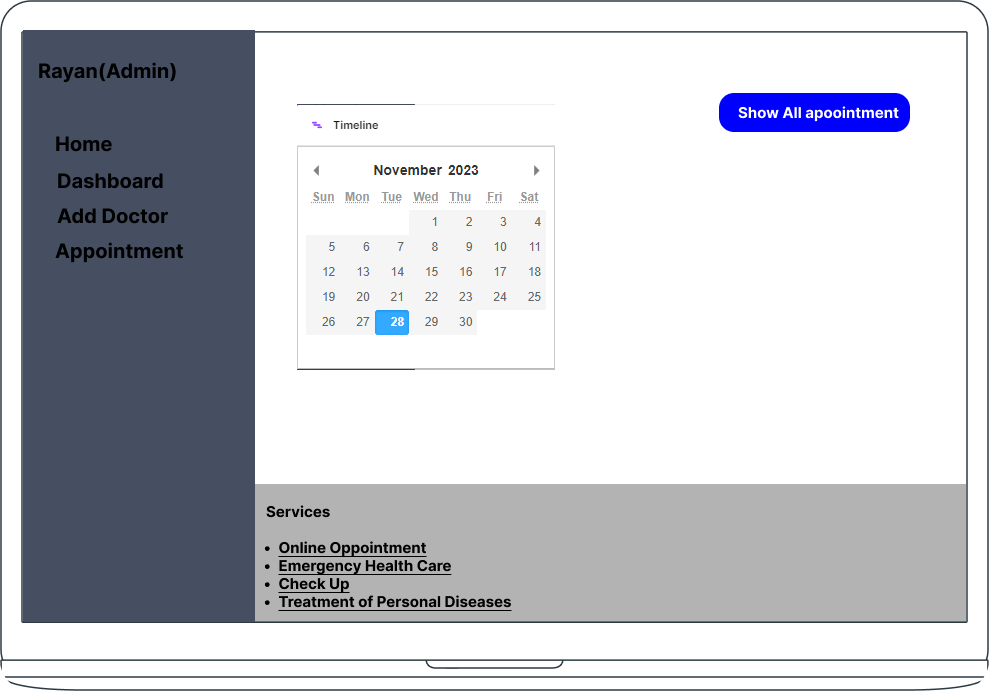 Rayan(Admin)
Home
Dashboard
Add Doctor
Appointment
Show All apoointment
Timeline
November 2023
Sun Mon Tue Wed Thu Fri Sat
1 2 3 4
5 6 7 8 9 10 11
12 13 14 15 16 17 18
19 20 21 22 23 24 25
26 27 28 29 30
Services
• Online Oppointment
• Emergency Health Care
• Check Up
• Treatment of Personal Diseases